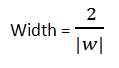 Width = 2/|w|